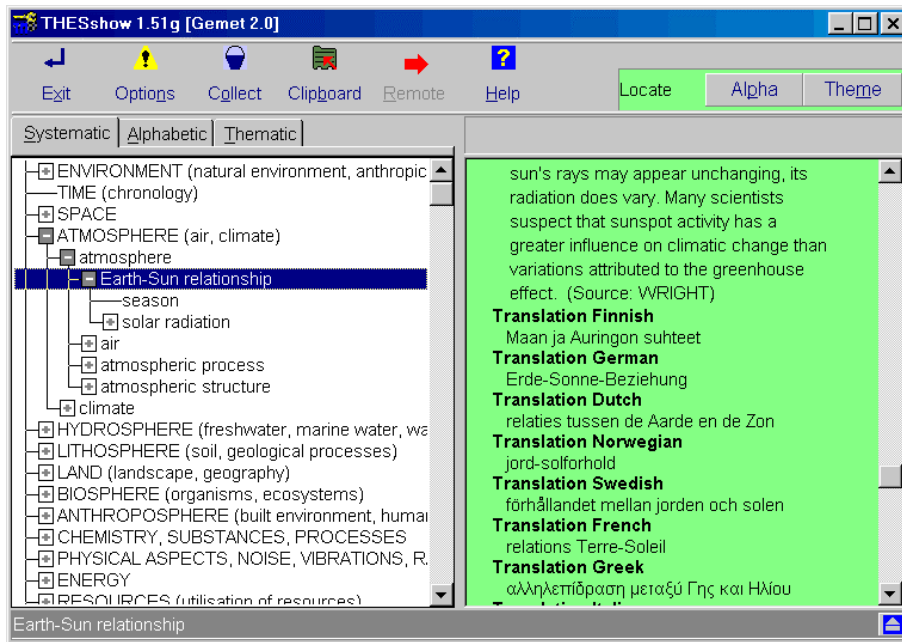 THESshow 1.51g [Gemet 2.0]
Exit Options Collect Clipboard Remote Help Locate Alpha Theme
Systematic Alphabetic Thematic
ENVIRONMENT (natural environment, anthropic
TIME (chronology)
SPACE
ATMOSPHERE (air, climate)
atmosphere
Earth-Sun relationship
season
solar radiation
air
atmospheric process
atmospheric structure
climate
HYDROSPHERE (freshwater, marine water, wa
LITHOSPHERE (soil, geological processes)
LAND (landscape, geography)
BIOSPHERE (organisms, ecosystems)
ANTHROPOSPHERE (built environment, human
CHEMISTRY, SUBSTANCES, PROCESSES
PHYSICAL ASPECTS, NOISE, VIBRATIONS, R.
ENERGY
RESOURCES (utilisation of resources)
sun's rays may appear unchanging, its
radiation does vary. Many scientists
suspect that sunspot activity has a
greater influence on climatic change than
variations attributed to the greenhouse
effect. (Source: WRIGHT)
Translation Finnish
Maan ja Auringon suhteet
Translation German
Erde-Sonne-Beziehung
Translation Dutch
relaties tussen de Aarde en de Zon
Translation Norwegian
jord-solforhold
Translation Swedish
förhållandet mellan jorden och solen
Translation French
relations Terre-Soleil
Translation Greek
αλληλεπίδραση μεταξύ Γης και Ηλίου
Earth-Sun relationship